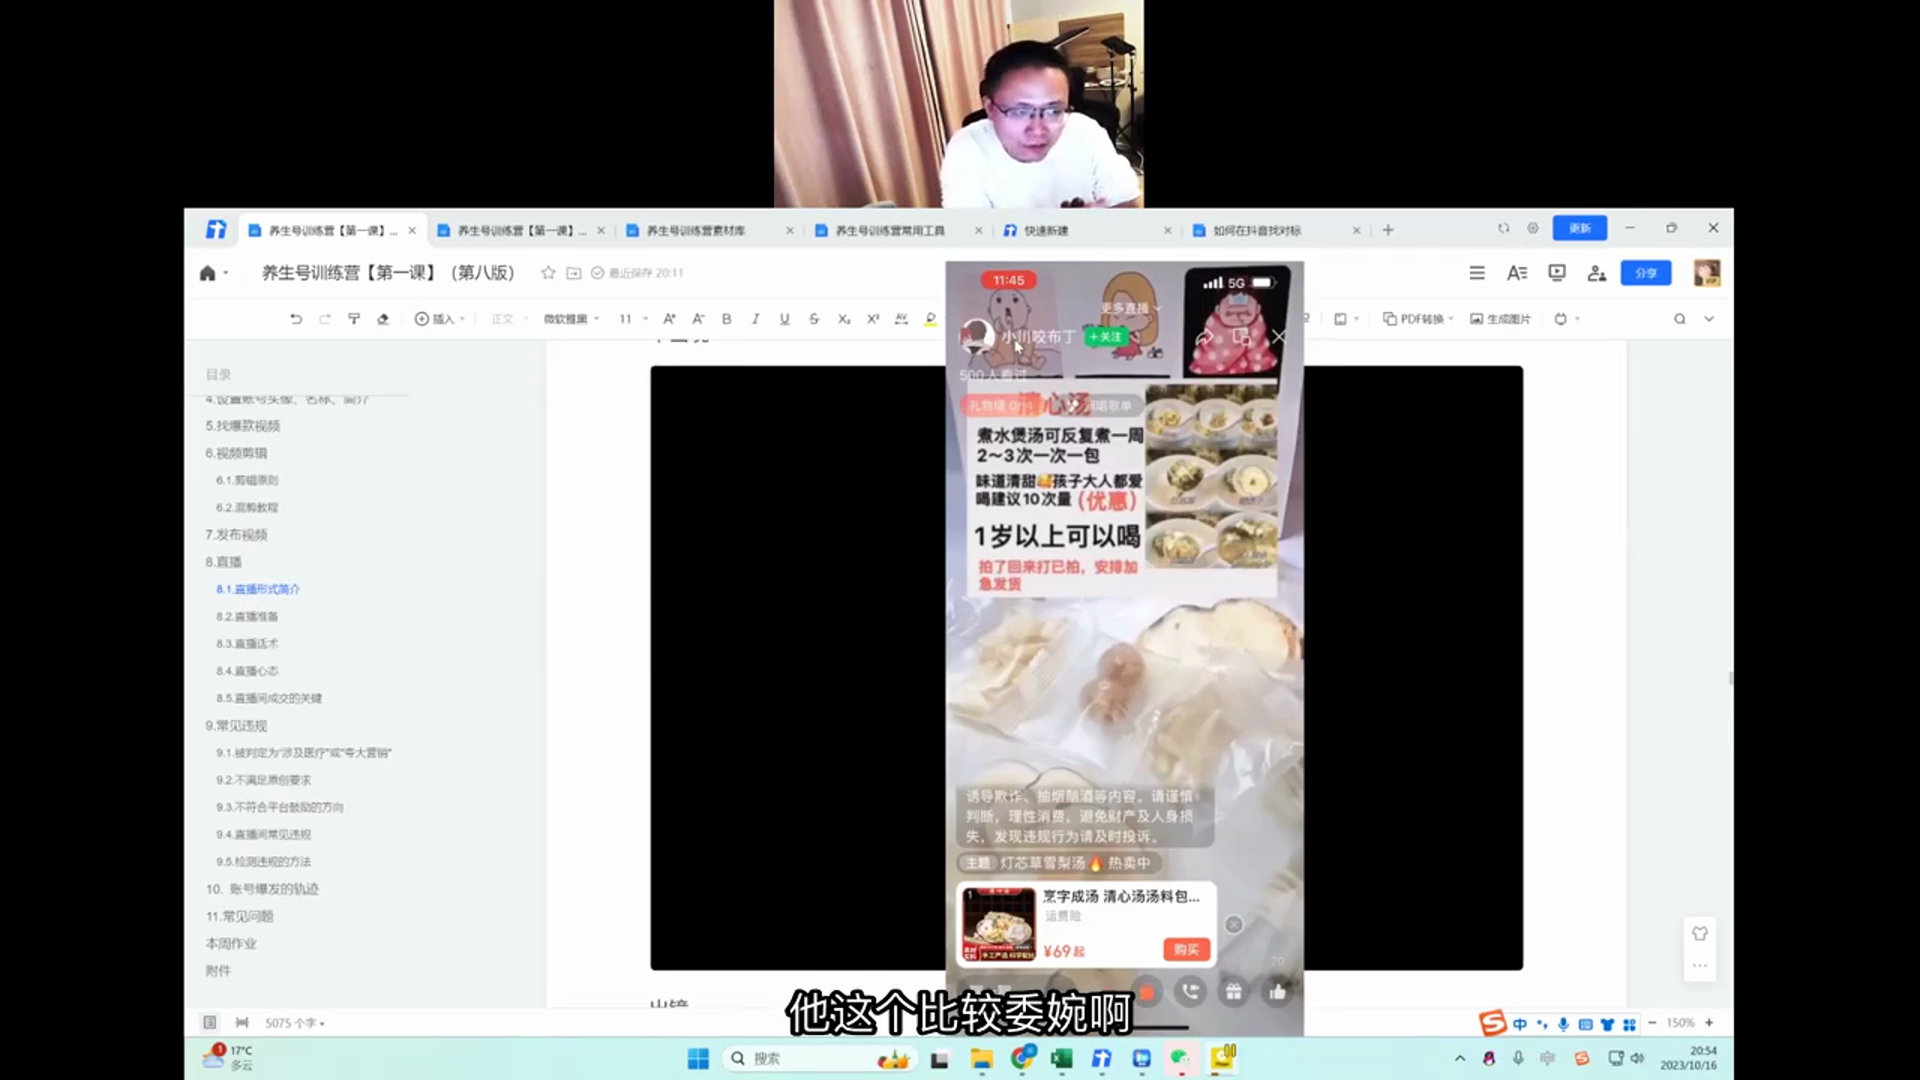 养生号训练营【第一课】...
养生号训练营【第一课】...
养生号训练营素材库
养生号训练营常用工具
快速新建
如何在抖音找对标
更新
养生号训练营【第一课】（第八版）
最近保存 20:11
分享
插入
正文
微软雅黑
11
PDF转换
生成图片
目录
4.设置账号头像、名称、简介
5.找爆款视频
6.视频剪辑
6.1.剪辑原则
6.2.混剪教程
7.发布视频
8.直播
8.1.直播形式简介
8.2.直播准备
8.3.直播话术
8.4.直播心态
8.5.直播间成交的关键
9.常见违规
9.1.被判定为"涉及医疗"或"夸大营销"
9.2.不满足原创要求
9.3.不符合平台鼓励的方向
9.4.直播间常见违规
9.5.检测违规的方法
10. 账号爆发的轨迹
11.常见问题
本周作业
附件
11:45
5G
更多直播
小川咬布丁
+关注
500人看过
清心汤
煮水煲汤可反复煮一周
2～3次一次一包
味道清甜🥰孩子大人都爱
喝建议10次量（优惠）
1岁以上可以喝
拍了回来打已拍，安排加
急发货
诱导欺诈、抽烟酗酒等内容。请谨慎
判断，理性消费，避免财产及人身损
失，发现违规行为请及时投诉。
主题 灯芯草雪梨汤🔥 热卖中
1
烹字成汤 清心汤汤料包...
运费险
¥69起
购买
20
出镜
他这个比较委婉啊
5075 个字
中
150%
1
17°C
多云
搜索
20:54
2023/10/16